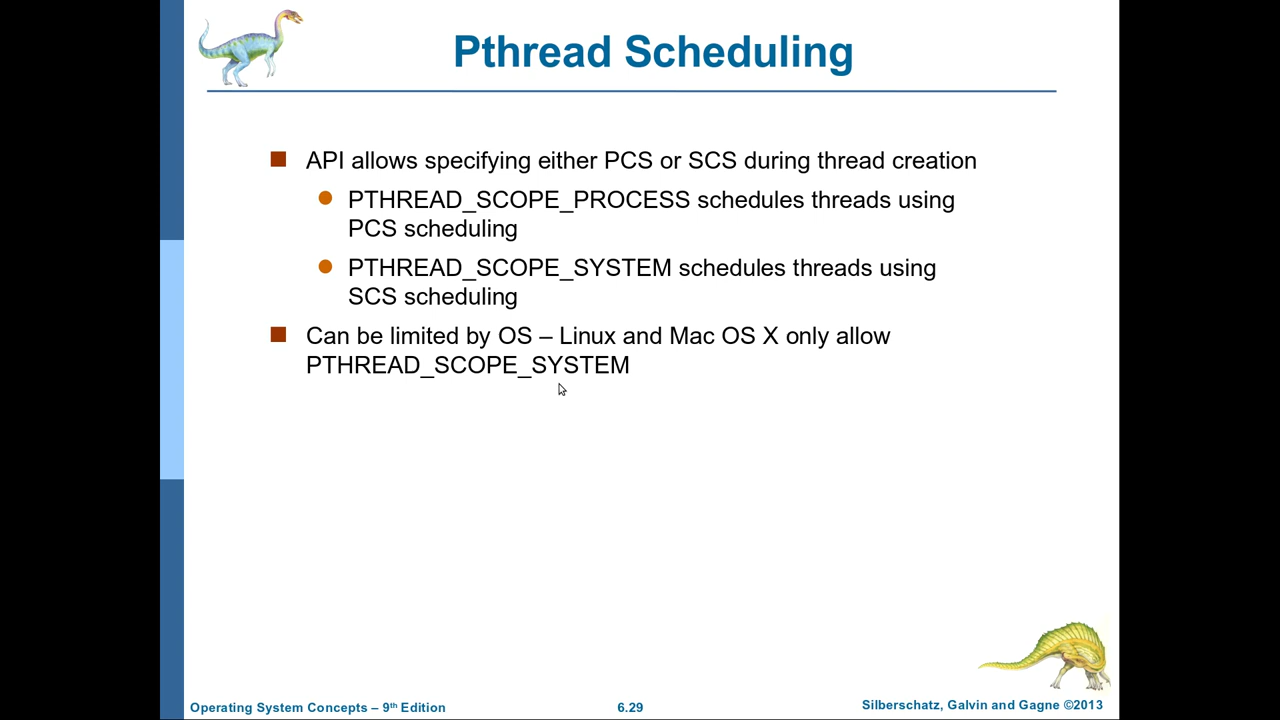 Pthread Scheduling
API allows specifying either PCS or SCS during thread creation
PTHREAD_SCOPE_PROCESS schedules threads using
PCS scheduling
PTHREAD_SCOPE_SYSTEM schedules threads using
SCS scheduling
Can be limited by OS – Linux and Mac OS X only allow
PTHREAD_SCOPE_SYSTEM
Operating System Concepts – 9th Edition
6.29
Silberschatz, Galvin and Gagne ©2013